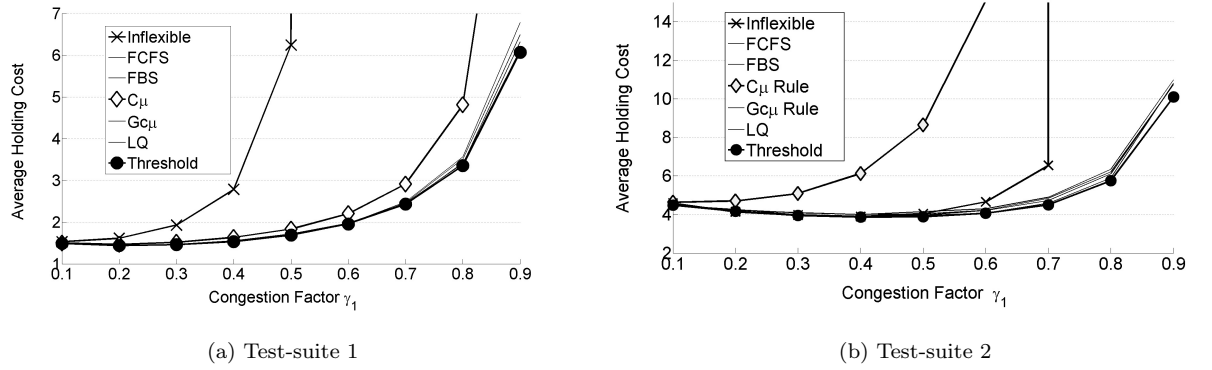 7
6
5
4
3
2
1
Average Holding Cost
Inflexible
FCFS
FBS
Cμ
Gcμ
LQ
Threshold
0.1 0.2 0.3 0.4 0.5 0.6 0.7 0.8 0.9
Congestion Factor γ1
(a) Test-suite 1
14
12
10
8
6
4
2
Average Holding Cost
Inflexible
FCFS
FBS
Cμ Rule
Gcμ Rule
LQ
Threshold
0.1 0.2 0.3 0.4 0.5 0.6 0.7 0.8 0.9
Congestion Factor γ1
(b) Test-suite 2